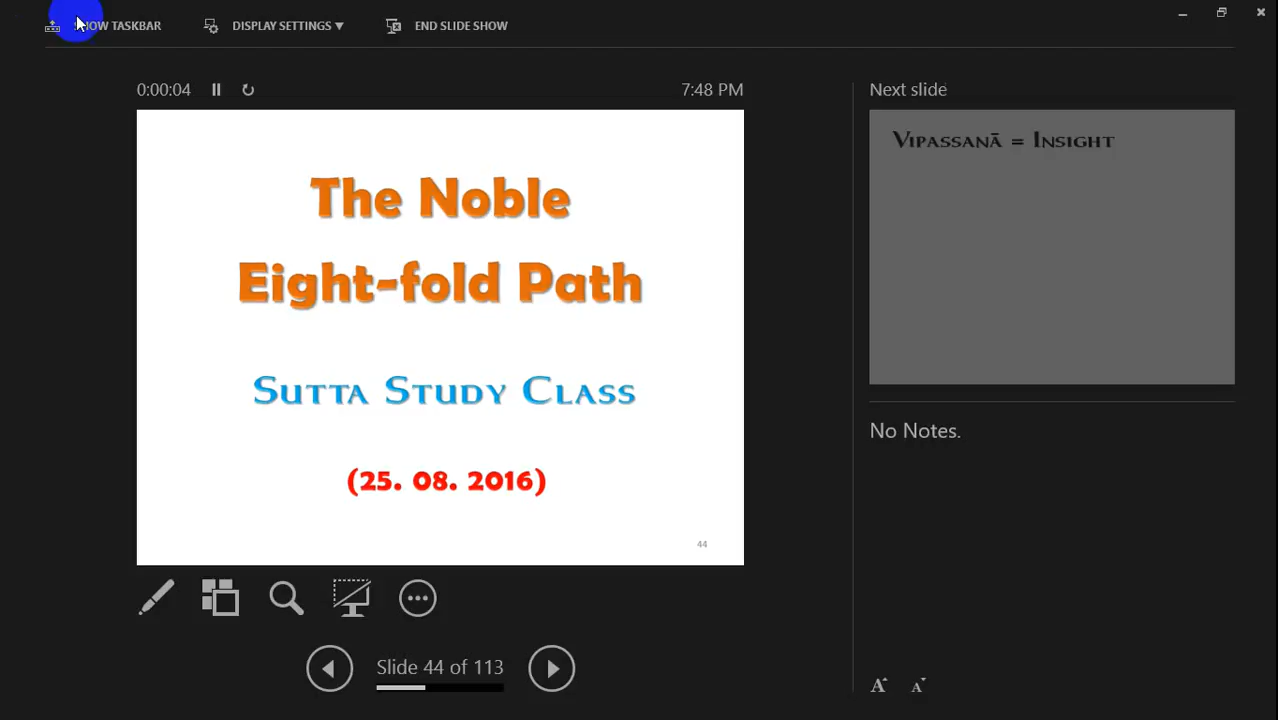 SHOW TASKBAR
DISPLAY SETTINGS ▼
END SLIDE SHOW
0:00:04
7:48 PM
Next slide
The Noble
Eight-fold Path
Sutta Study Class
(25. 08. 2016)
44
Vipassanā = Insight
No Notes.
Slide 44 of 113
A
A